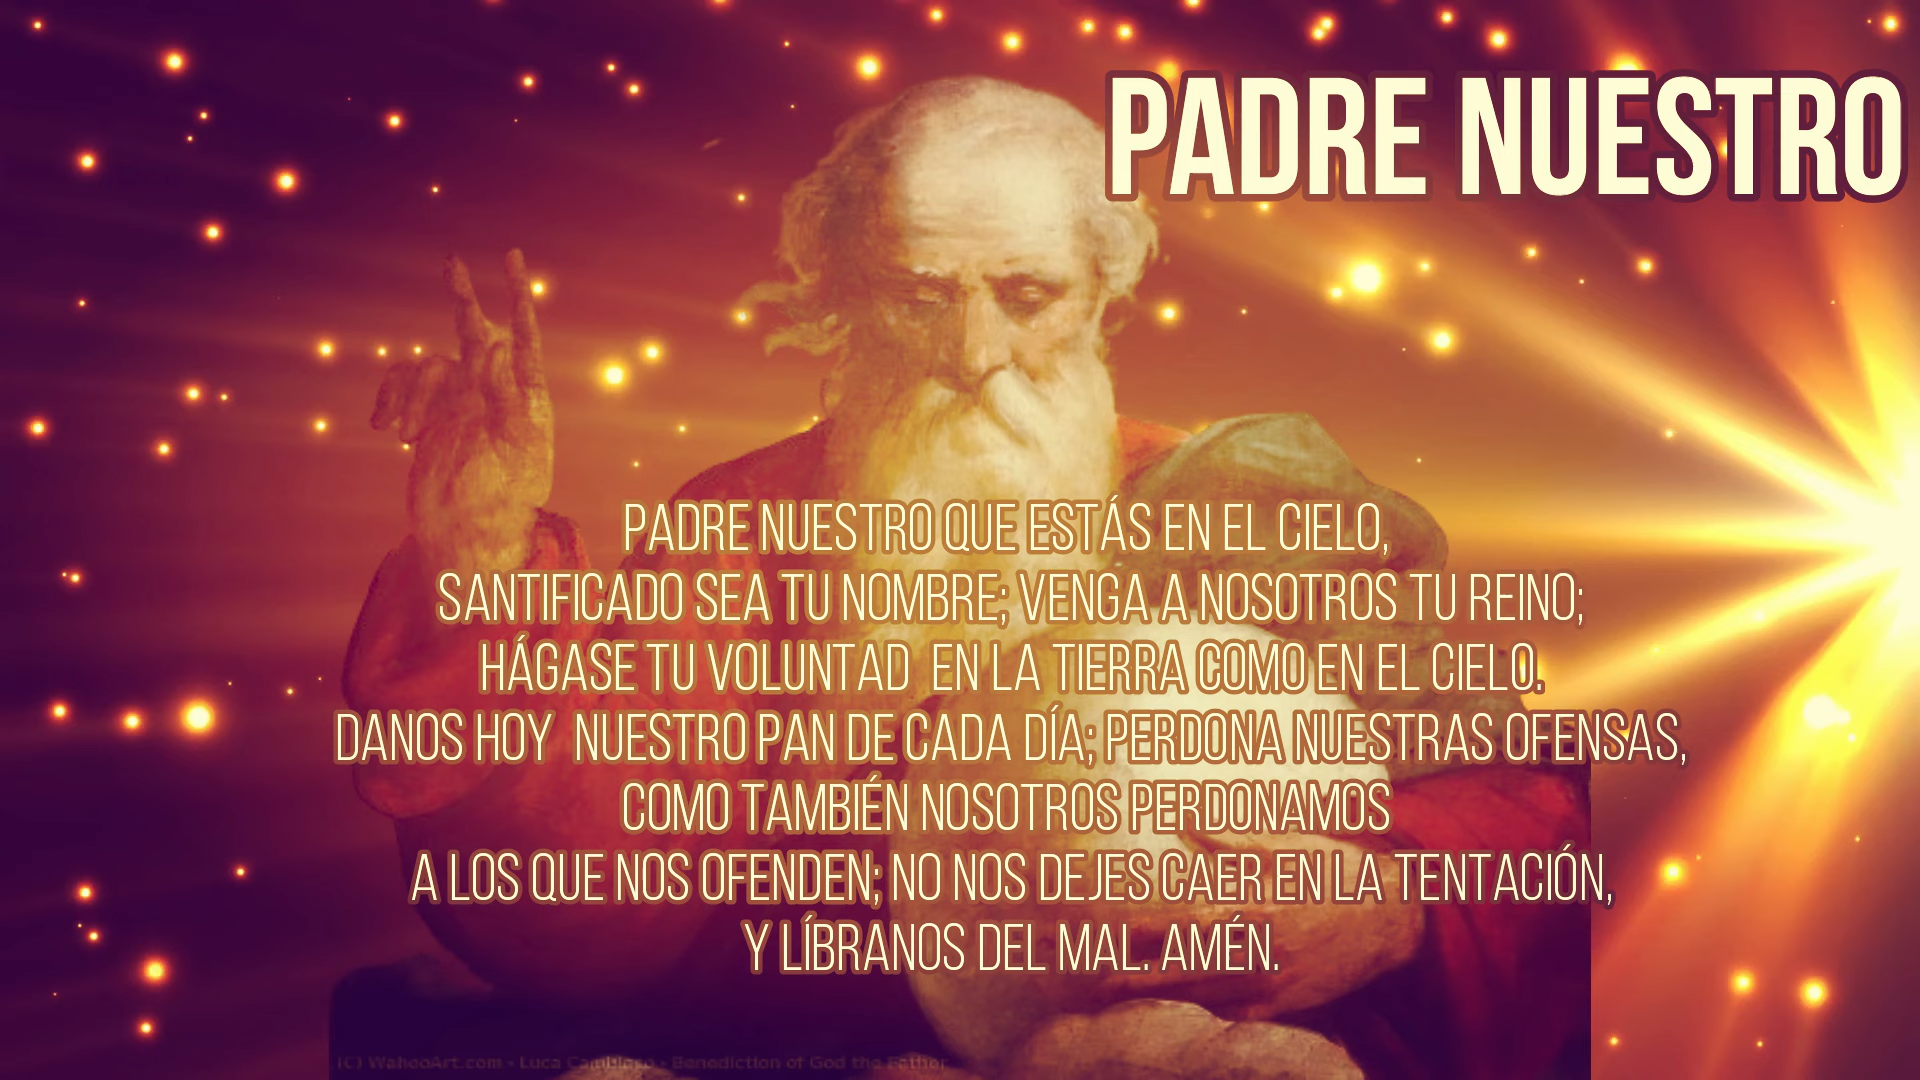 PADRE NUESTRO
PADRE NUESTRO QUE ESTÁS EN EL CIELO,
SANTIFICADO SEA TU NOMBRE; VENGA A NOSOTROS TU REINO;
HÁGASE TU VOLUNTAD EN LA TIERRA COMO EN EL CIELO.
DANOS HOY NUESTRO PAN DE CADA DÍA; PERDONA NUESTRAS OFENSAS,
COMO TAMBIÉN NOSOTROS PERDONAMOS
A LOS QUE NOS OFENDEN; NO NOS DEJES CAER EN LA TENTACIÓN,
Y LÍBRANOS DEL MAL. AMÉN.
(C) WahooArt.com - Luca Cambiaso - Benediction of God the Father